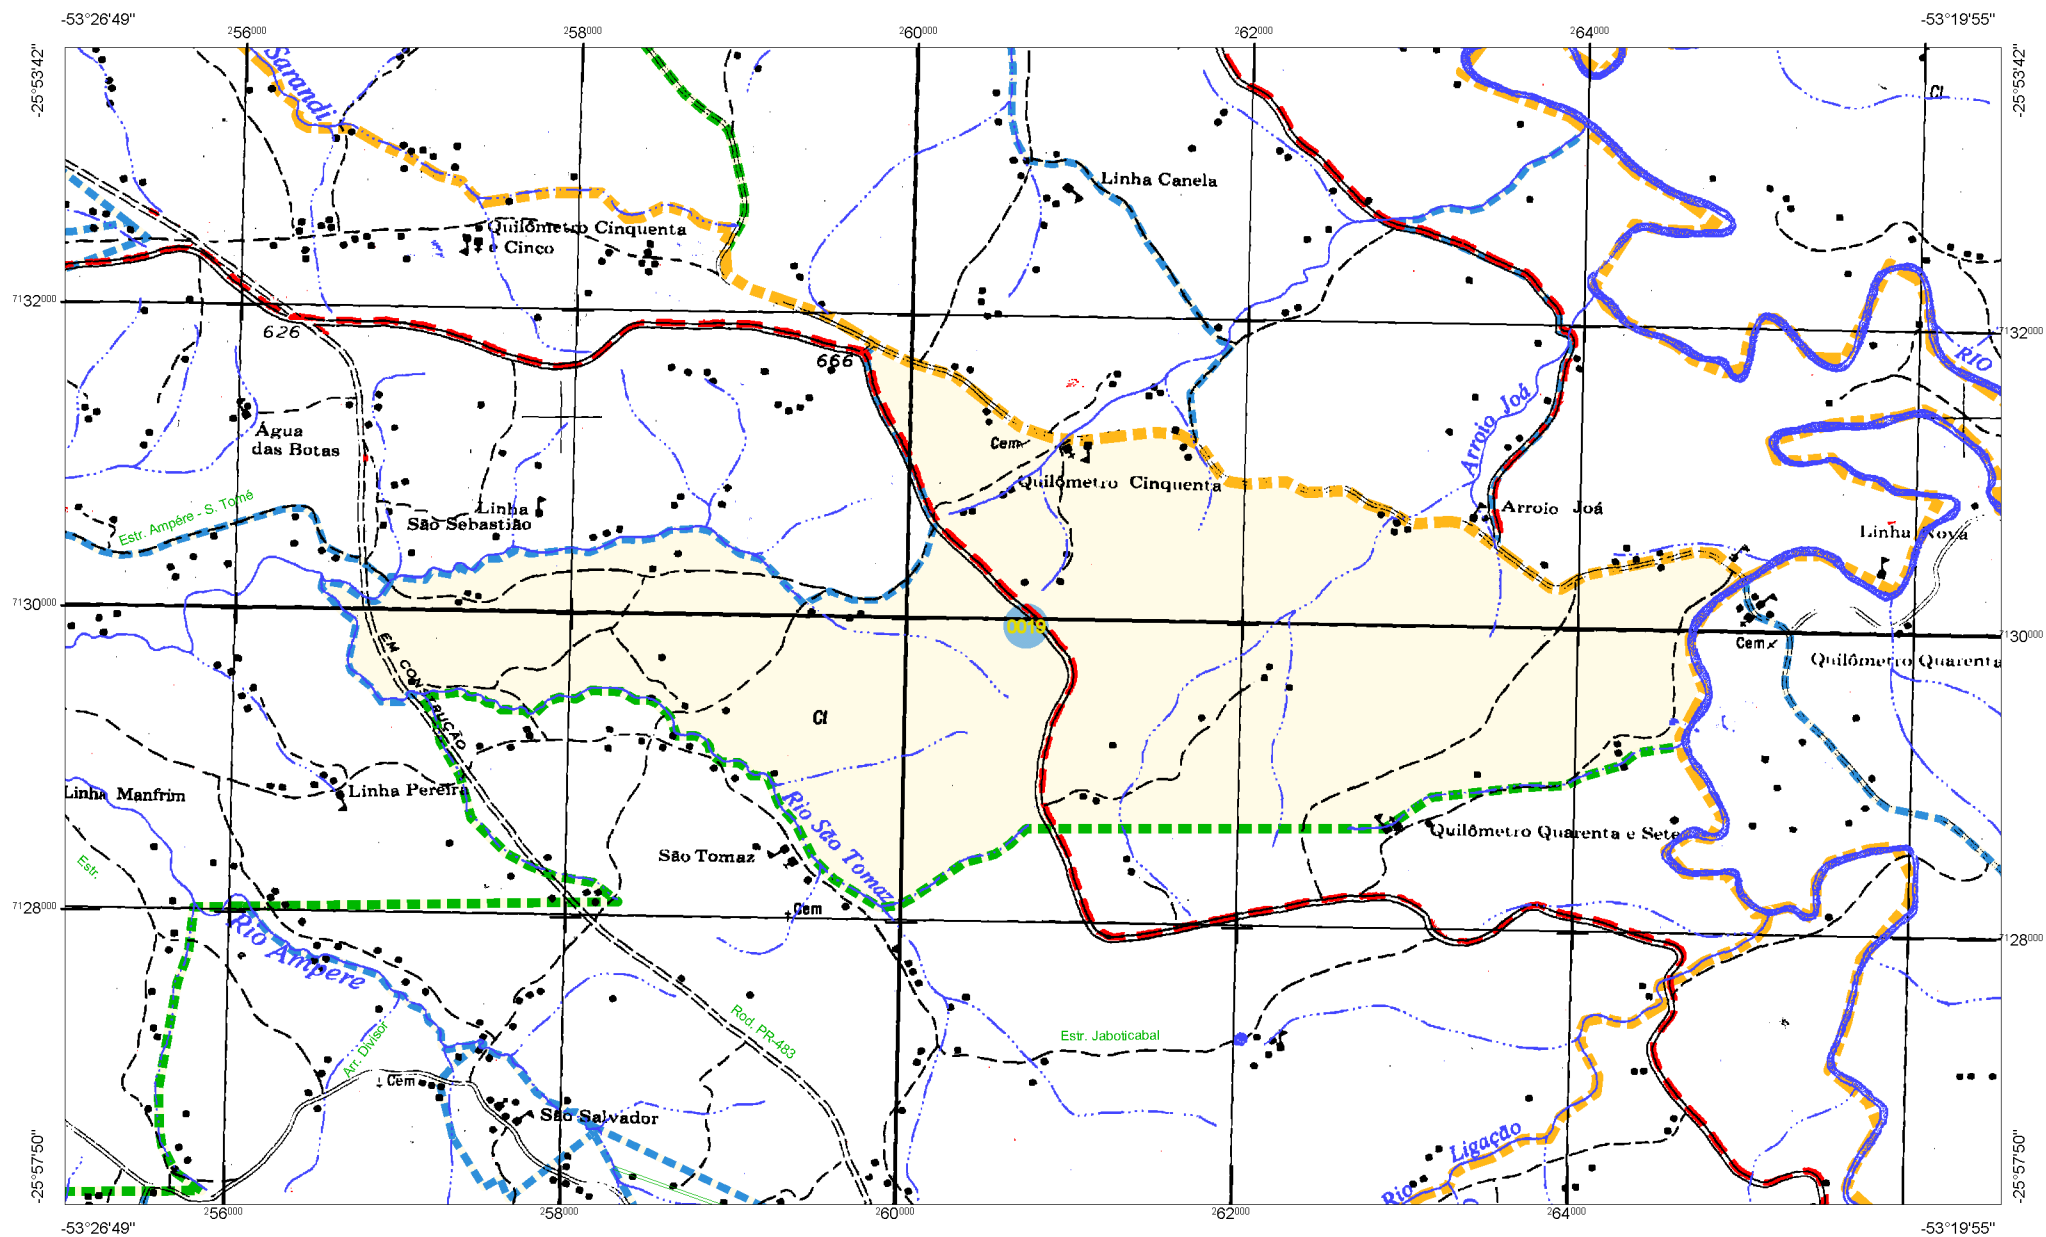 -53°26'49"
-53°19'55"
256000
258000
260000
262000
264000
-25°53'42"
-25°53'42"
Sarandi
Cl
Linha Canela
Quilômetro Cinquenta
e Cinco
7132000
7132000
626
666
RIO
Arroio Joá
Água
das Botas
Cem
Quilômetro Cinquenta
Estr. Ampére - S. Tomé
Linha
São Sebastião
Arroio Joá
Linha Nova
7130000
7130000
0019
EM CONSTRUÇÃO
Cem
Quilômetro Quarenta
Cl
Linha Manfrim
Linha Pereira
Rio São Tomaz
Quilômetro Quarenta e Sete
São Tomaz
Estr.
Cem
7128000
7128000
Rio Ampere
Rod. PR-483
Estr. Jaboticabal
Arr. Divisor
Cem
São Salvador
Ligação
Rio
-25°57'50"
-25°57'50"
256000
258000
260000
262000
264000
-53°26'49"
-53°19'55"